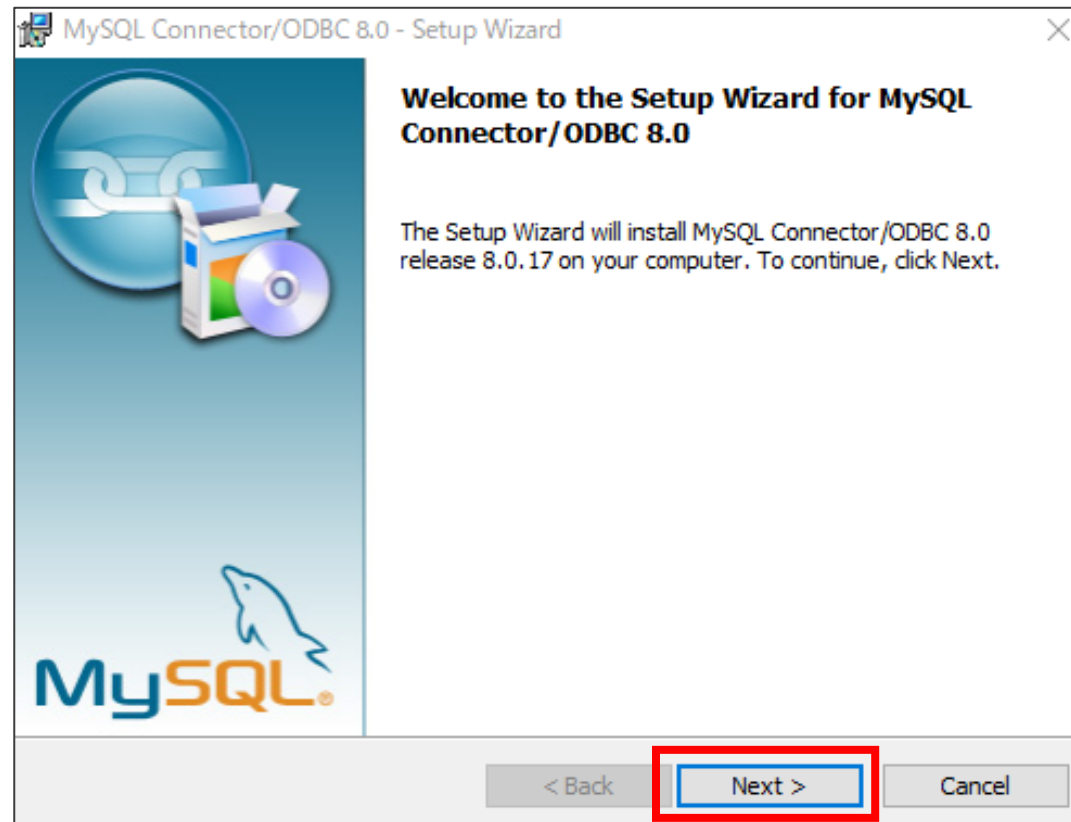 MySQL Connector/ODBC 8.0 - Setup Wizard
Welcome to the Setup Wizard for MySQL
Connector/ODBC 8.0
The Setup Wizard will install MySQL Connector/ODBC 8.0
release 8.0.17 on your computer. To continue, click Next.
MySQL®
< Back
Next >
Cancel